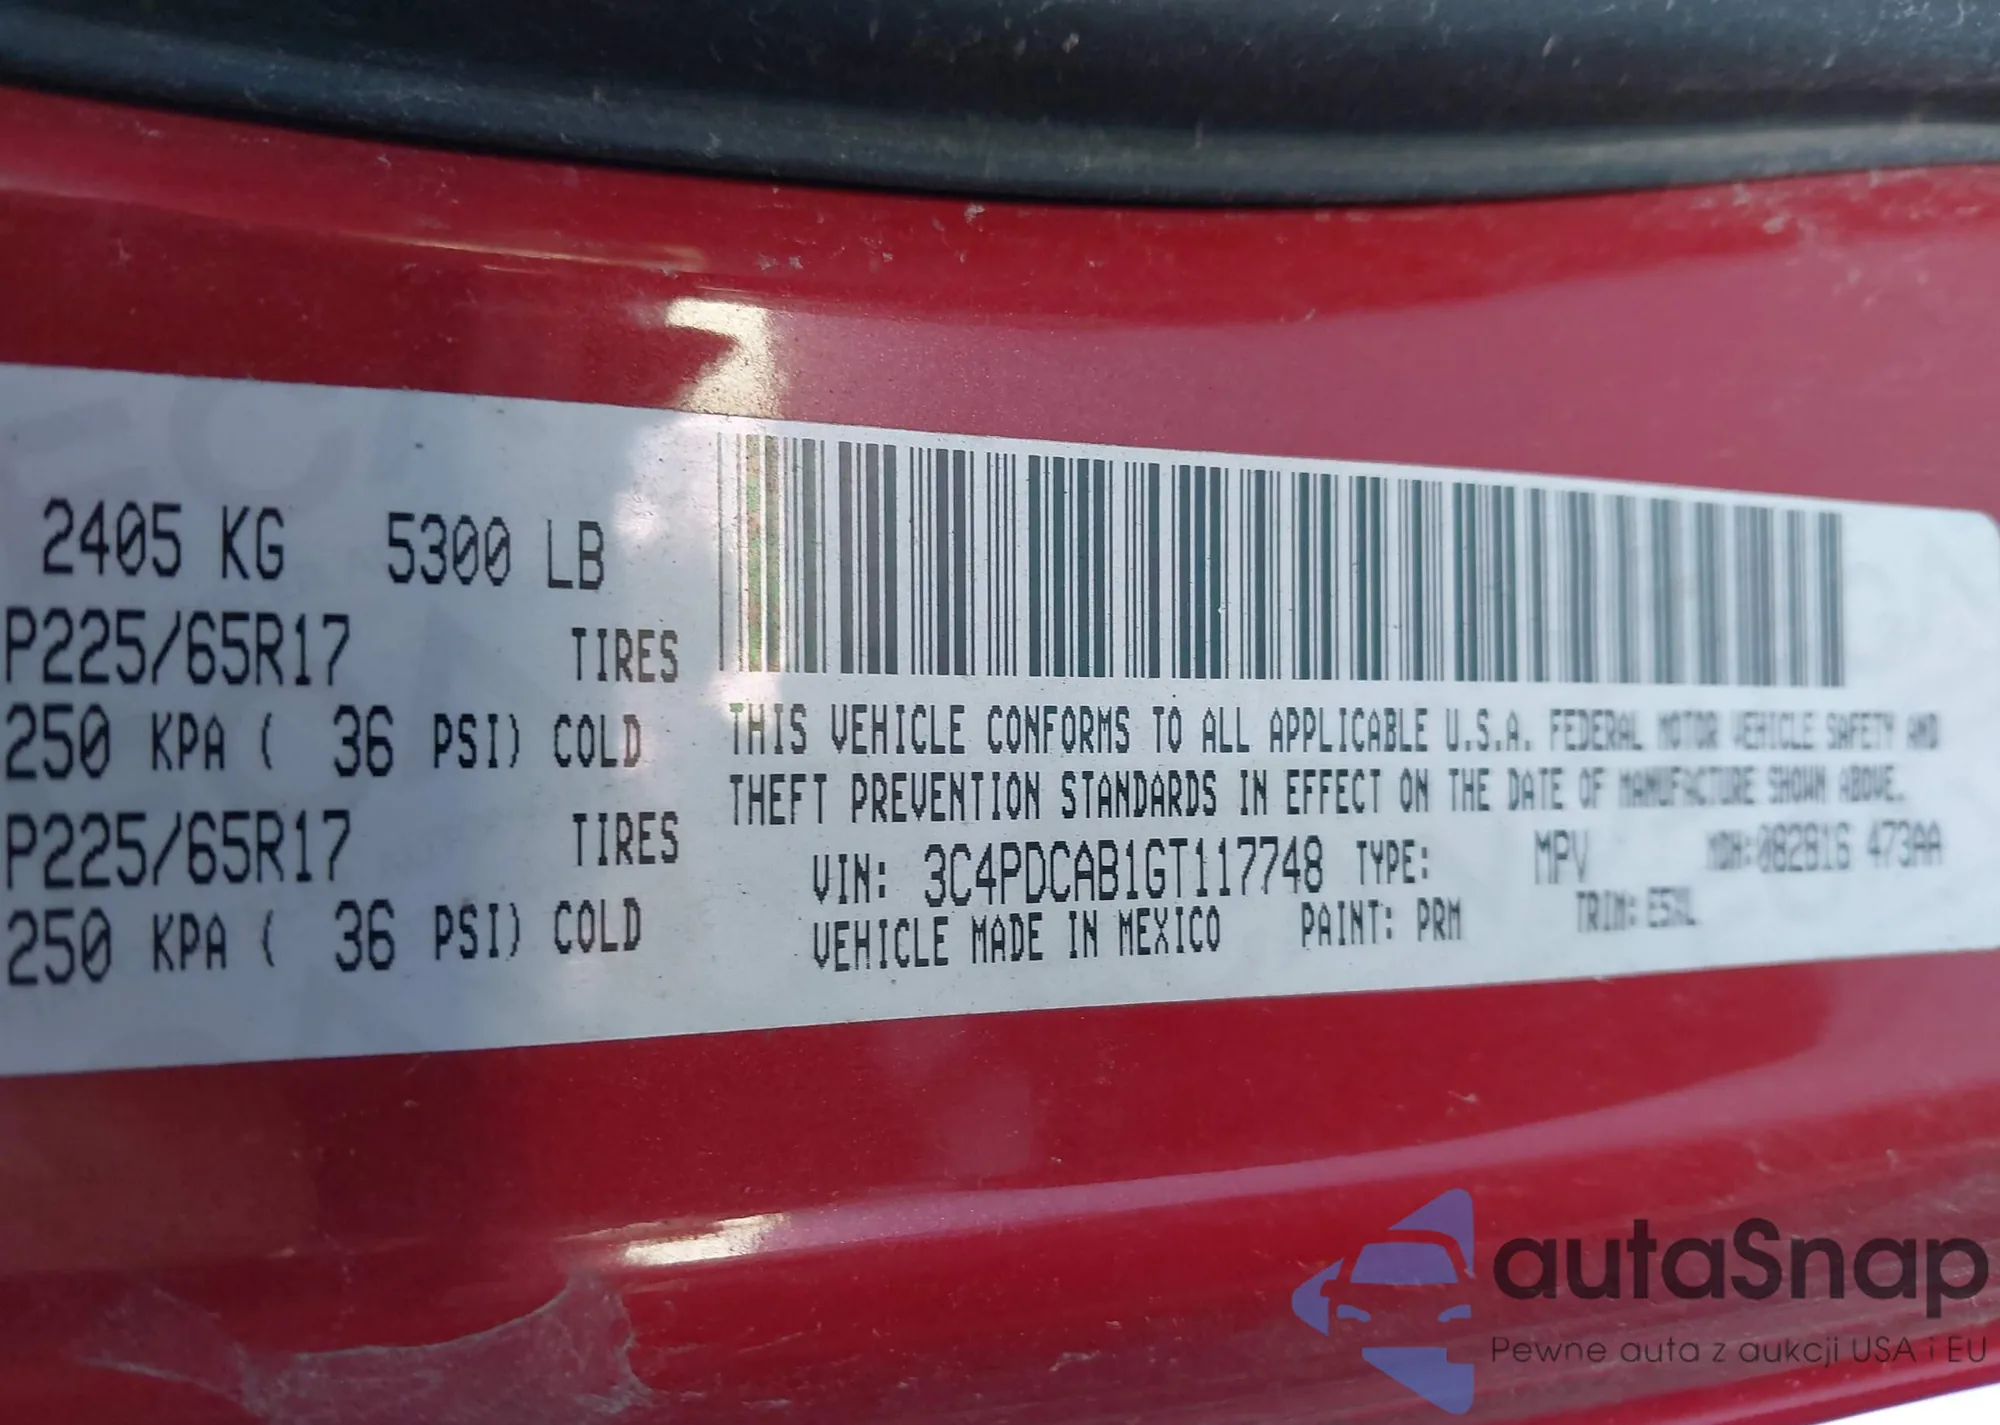 2405 KG 5300 LB
P225/65R17 TIRES
250 KPA ( 36 PSI) COLD
P225/65R17 TIRES
250 KPA ( 36 PSI) COLD
THIS VEHICLE CONFORMS TO ALL APPLICABLE U.S.A. FEDERAL MOTOR VEHICLE SAFETY AND
THEFT PREVENTION STANDARDS IN EFFECT ON THE DATE OF MANUFACTURE SHOWN ABOVE.
VIN: 3C4PDCAB1GT117748 TYPE: MPV MDH:082816 473AA
VEHICLE MADE IN MEXICO PAINT: PRM TRIM:
autaSnap
Pewne auta z aukcji USA i EU